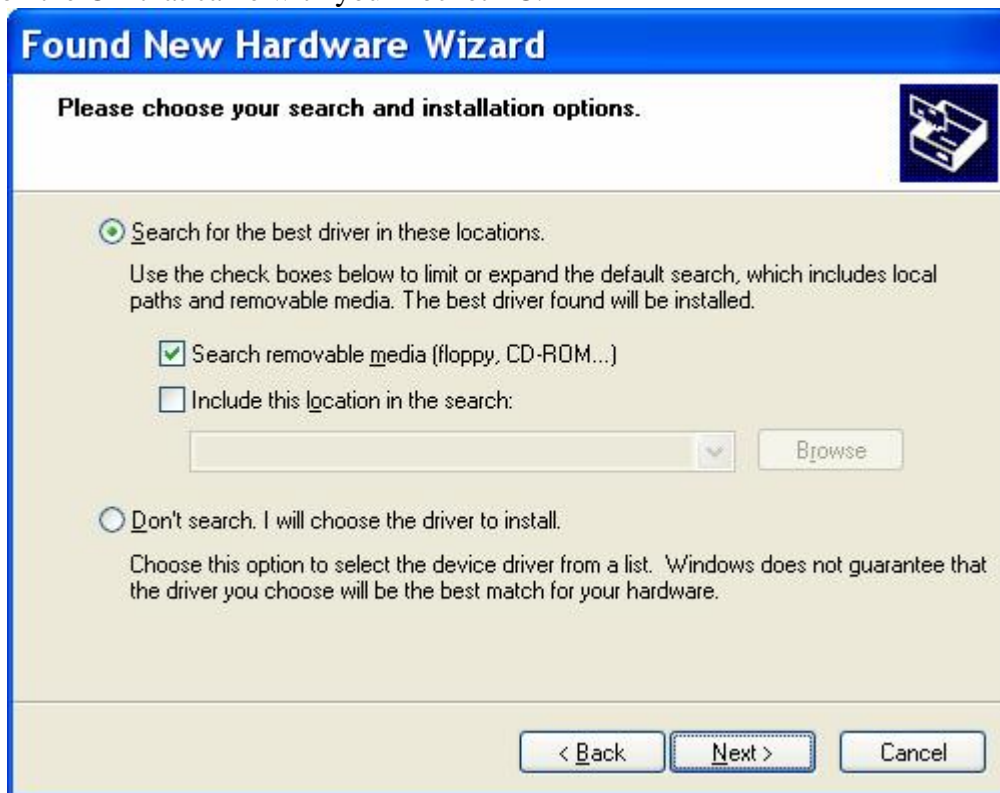 Found New Hardware Wizard
Please choose your search and installation options.
Search for the best driver in these locations.
Use the check boxes below to limit or expand the default search, which includes local
paths and removable media. The best driver found will be installed.
Search removable media (floppy, CD-ROM...)
Include this location in the search:
Browse
Don't search. I will choose the driver to install.
Choose this option to select the device driver from a list. Windows does not guarantee that
the driver you choose will be the best match for your hardware.
< Back Next > Cancel